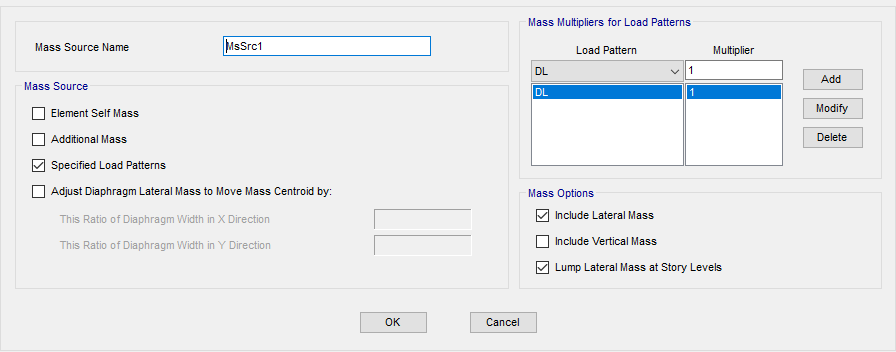 Mass Source Name
MsSrc1
Mass Source
Element Self Mass
Additional Mass
Specified Load Patterns
Adjust Diaphragm Lateral Mass to Move Mass Centroid by:
This Ratio of Diaphragm Width in X Direction
This Ratio of Diaphragm Width in Y Direction
Mass Multipliers for Load Patterns
Load Pattern Multiplier
DL 1
DL 1
Add
Modify
Delete
Mass Options
Include Lateral Mass
Include Vertical Mass
Lump Lateral Mass at Story Levels
OK Cancel